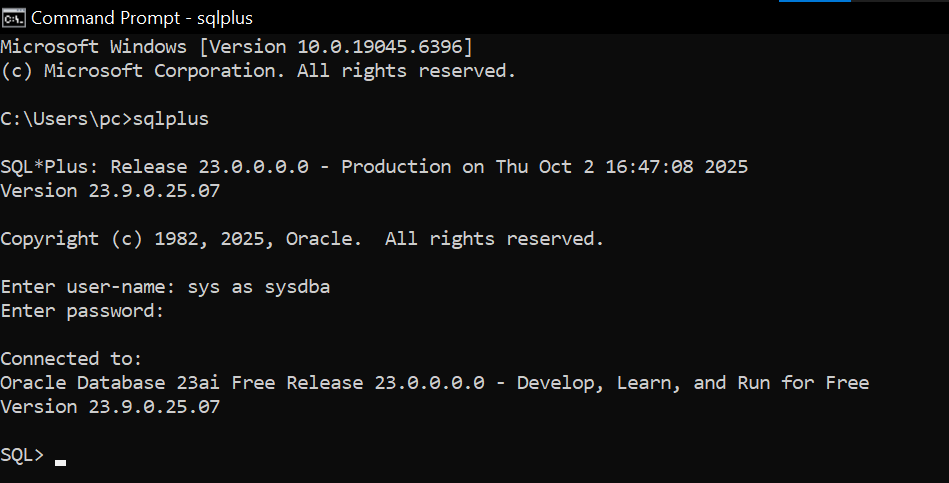 Command Prompt - sqlplus
Microsoft Windows [Version 10.0.19045.6396]
(c) Microsoft Corporation. All rights reserved.
C:\Users\pc>sqlplus
SQL*Plus: Release 23.0.0.0.0 - Production on Thu Oct 2 16:47:08 2025
Version 23.9.0.25.07
Copyright (c) 1982, 2025, Oracle.  All rights reserved.
Enter user-name: sys as sysdba
Enter password:
Connected to:
Oracle Database 23ai Free Release 23.0.0.0.0 - Develop, Learn, and Run for Free
Version 23.9.0.25.07
SQL>